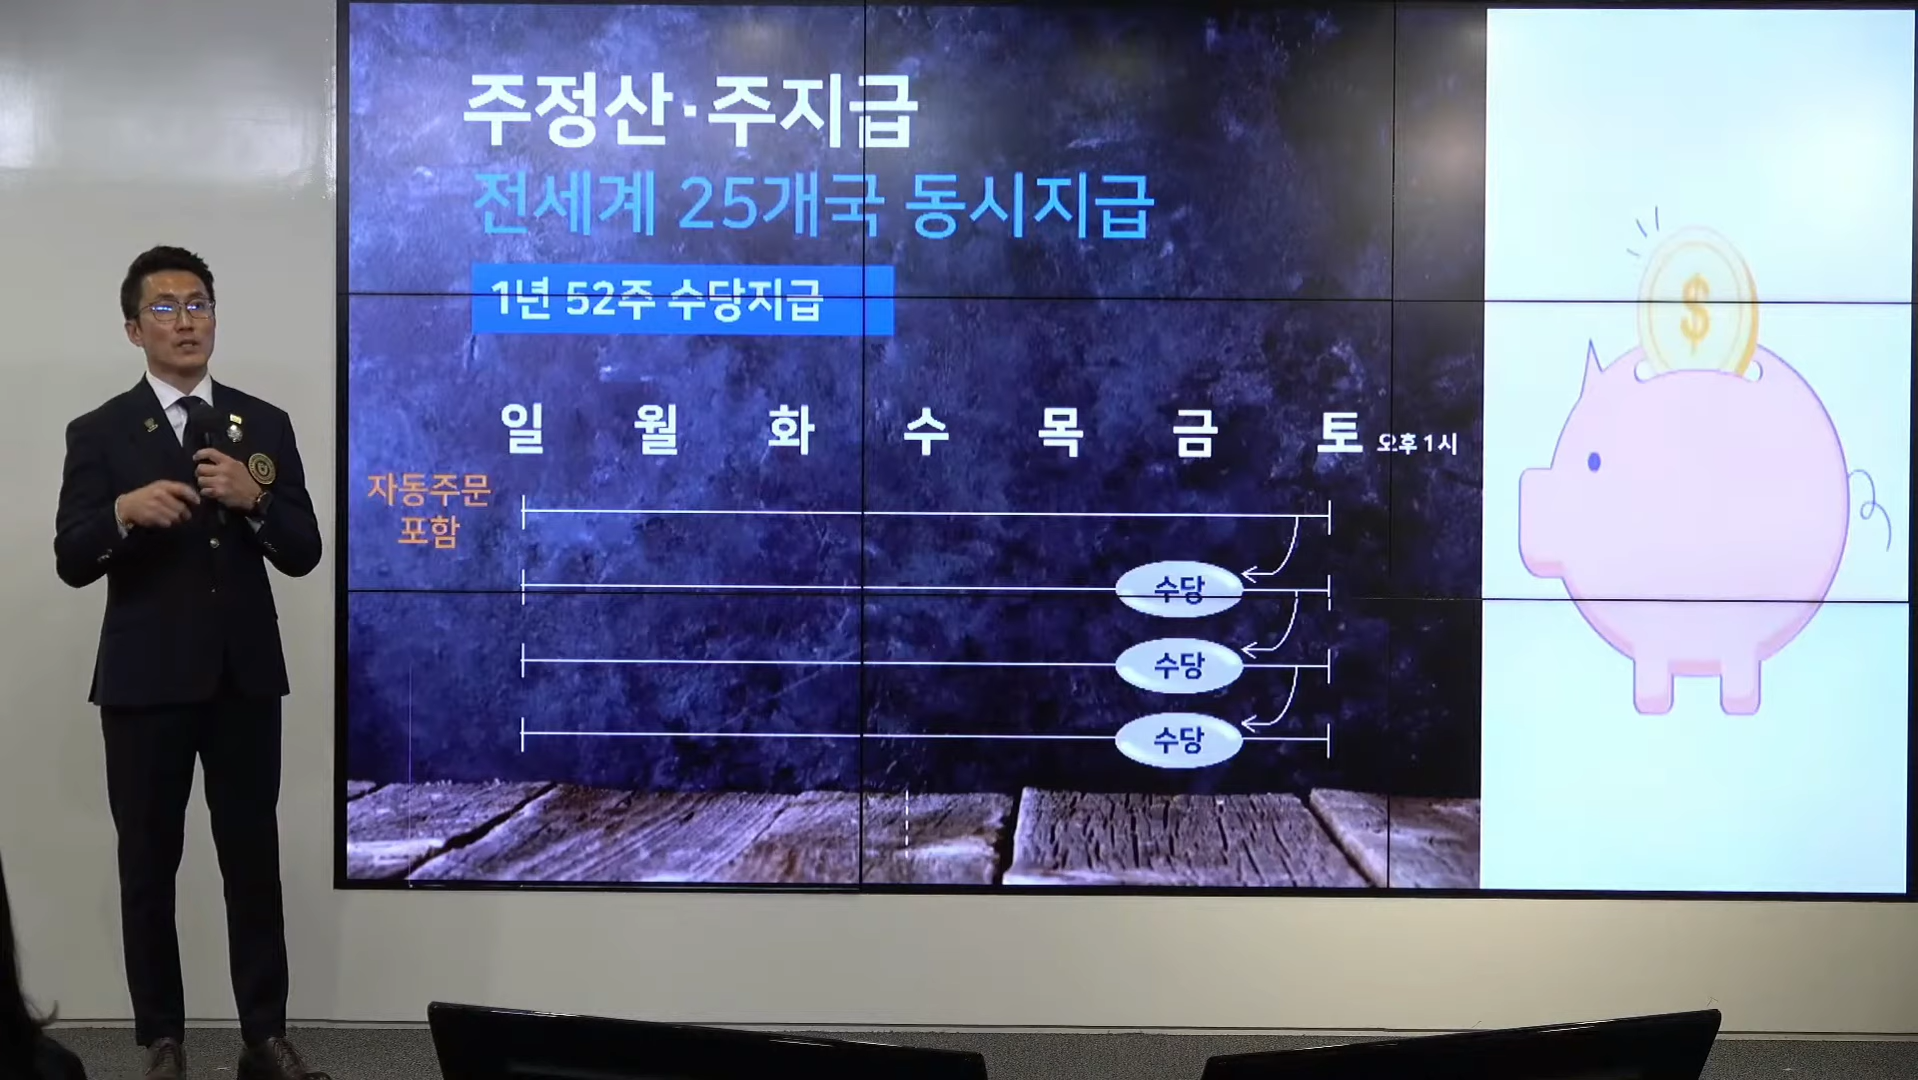 주정산·주지급
전세계 25개국 동시지급
1년 52주 수당지급
일 월 화 수 목 금 토 오후 1시
자동주문
포함
수당
수당
수당
$